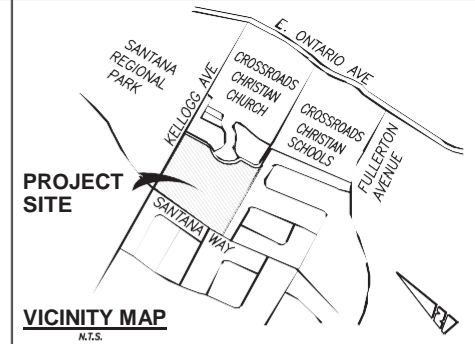 E. ONTARIO AVE
SANTANA
REGIONAL
PARK
KELLOGG AVE
CROSSROADS
CHRISTIAN
CHURCH
CROSSROADS
CHRISTIAN
SCHOOLS
FULLERTON
AVENUE
PROJECT
SITE
SANTANA WAY
VICINITY MAP
N.T.S.